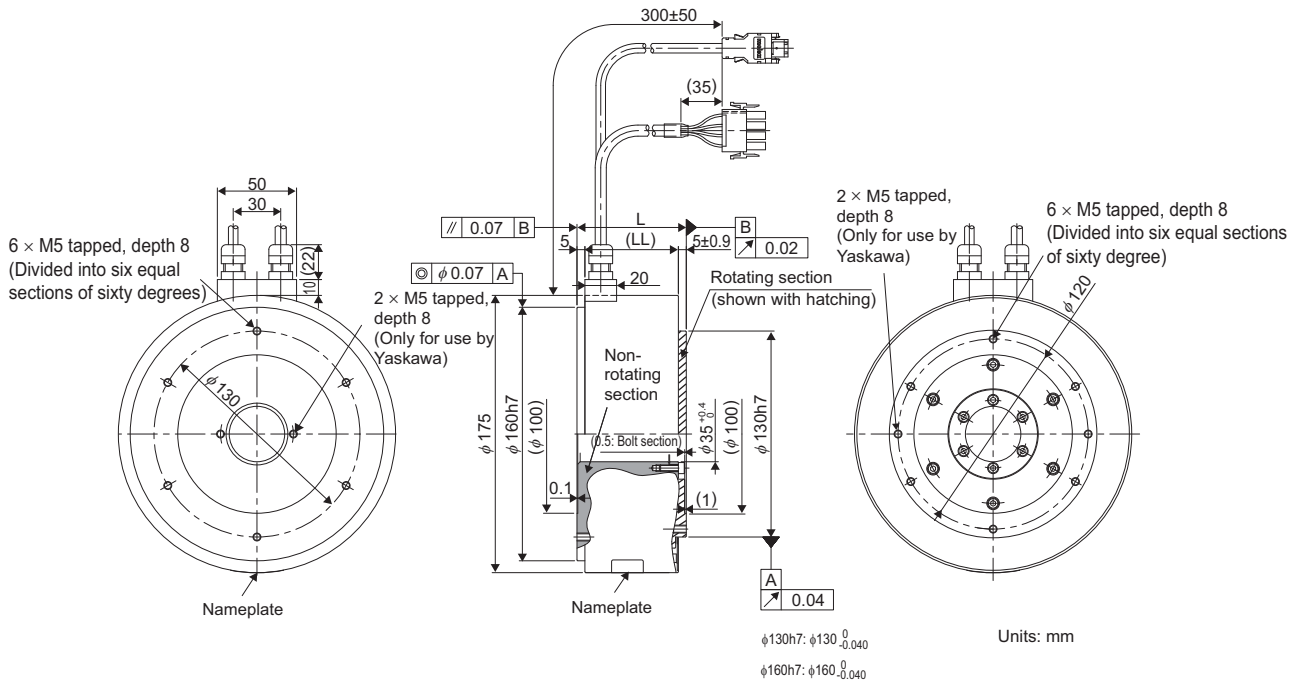 300±50
(35)
50
30
(22)
10
6 × M5 tapped, depth 8
(Divided into six equal
sections of sixty degrees)
2 × M5 tapped,
depth 8
(Only for use by
Yaskawa)
φ130
Nameplate
// 0.07 B
L
5
(LL)
5±0.9
B
↗ 0.02
◎ φ 0.07 A
20
Rotating section
(shown with hatching)
Non-
rotating
section
φ175
φ160h7
(φ 100)
(0.5: Bolt section)
φ35 +0.4 0
(φ 100)
φ130h7
0.1
(1)
Nameplate
A
↗ 0.04
φ130h7: φ130 0 -0.040
φ160h7: φ160 0 -0.040
2 × M5 tapped,
depth 8
(Only for use by
Yaskawa)
6 × M5 tapped, depth 8
(Divided into six equal sections
of sixty degree)
φ120
Units: mm